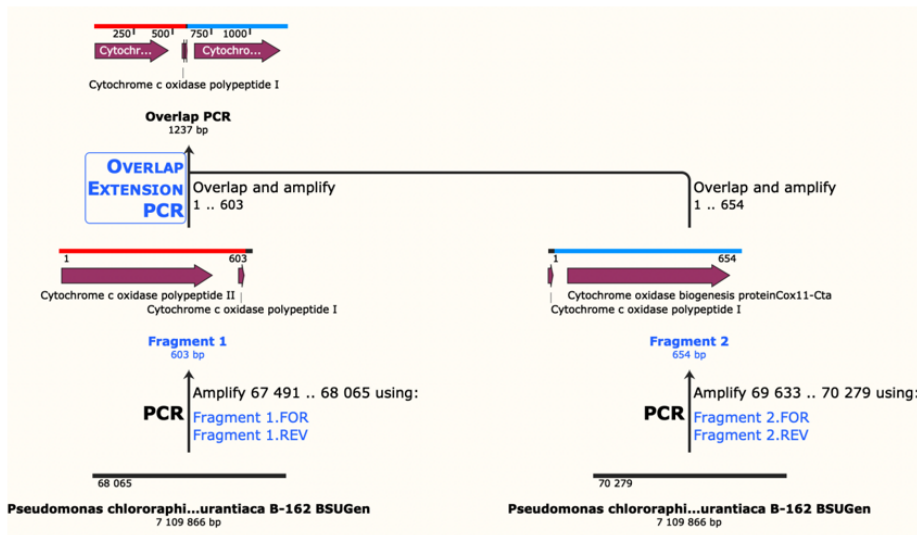 250 500 750 1000
Cytochr... Cytochro...
Cytochrome c oxidase polypeptide I
Overlap PCR
1237 bp
OVERLAP
EXTENSION
PCR
Overlap and amplify
1 .. 603
Overlap and amplify
1 .. 654
1 603
Cytochrome c oxidase polypeptide II
Cytochrome c oxidase polypeptide I
1 654
Cytochrome oxidase biogenesis proteinCox11-Cta
Cytochrome c oxidase polypeptide I
Fragment 1
603 bp
Fragment 2
654 bp
PCR
Amplify 67 491 .. 68 065 using:
Fragment 1.FOR
Fragment 1.REV
PCR
Amplify 69 633 .. 70 279 using:
Fragment 2.FOR
Fragment 2.REV
68 065
Pseudomonas chlororaphi...urantiaca B-162 BSUGen
7 109 866 bp
70 279
Pseudomonas chlororaphi...urantiaca B-162 BSUGen
7 109 866 bp